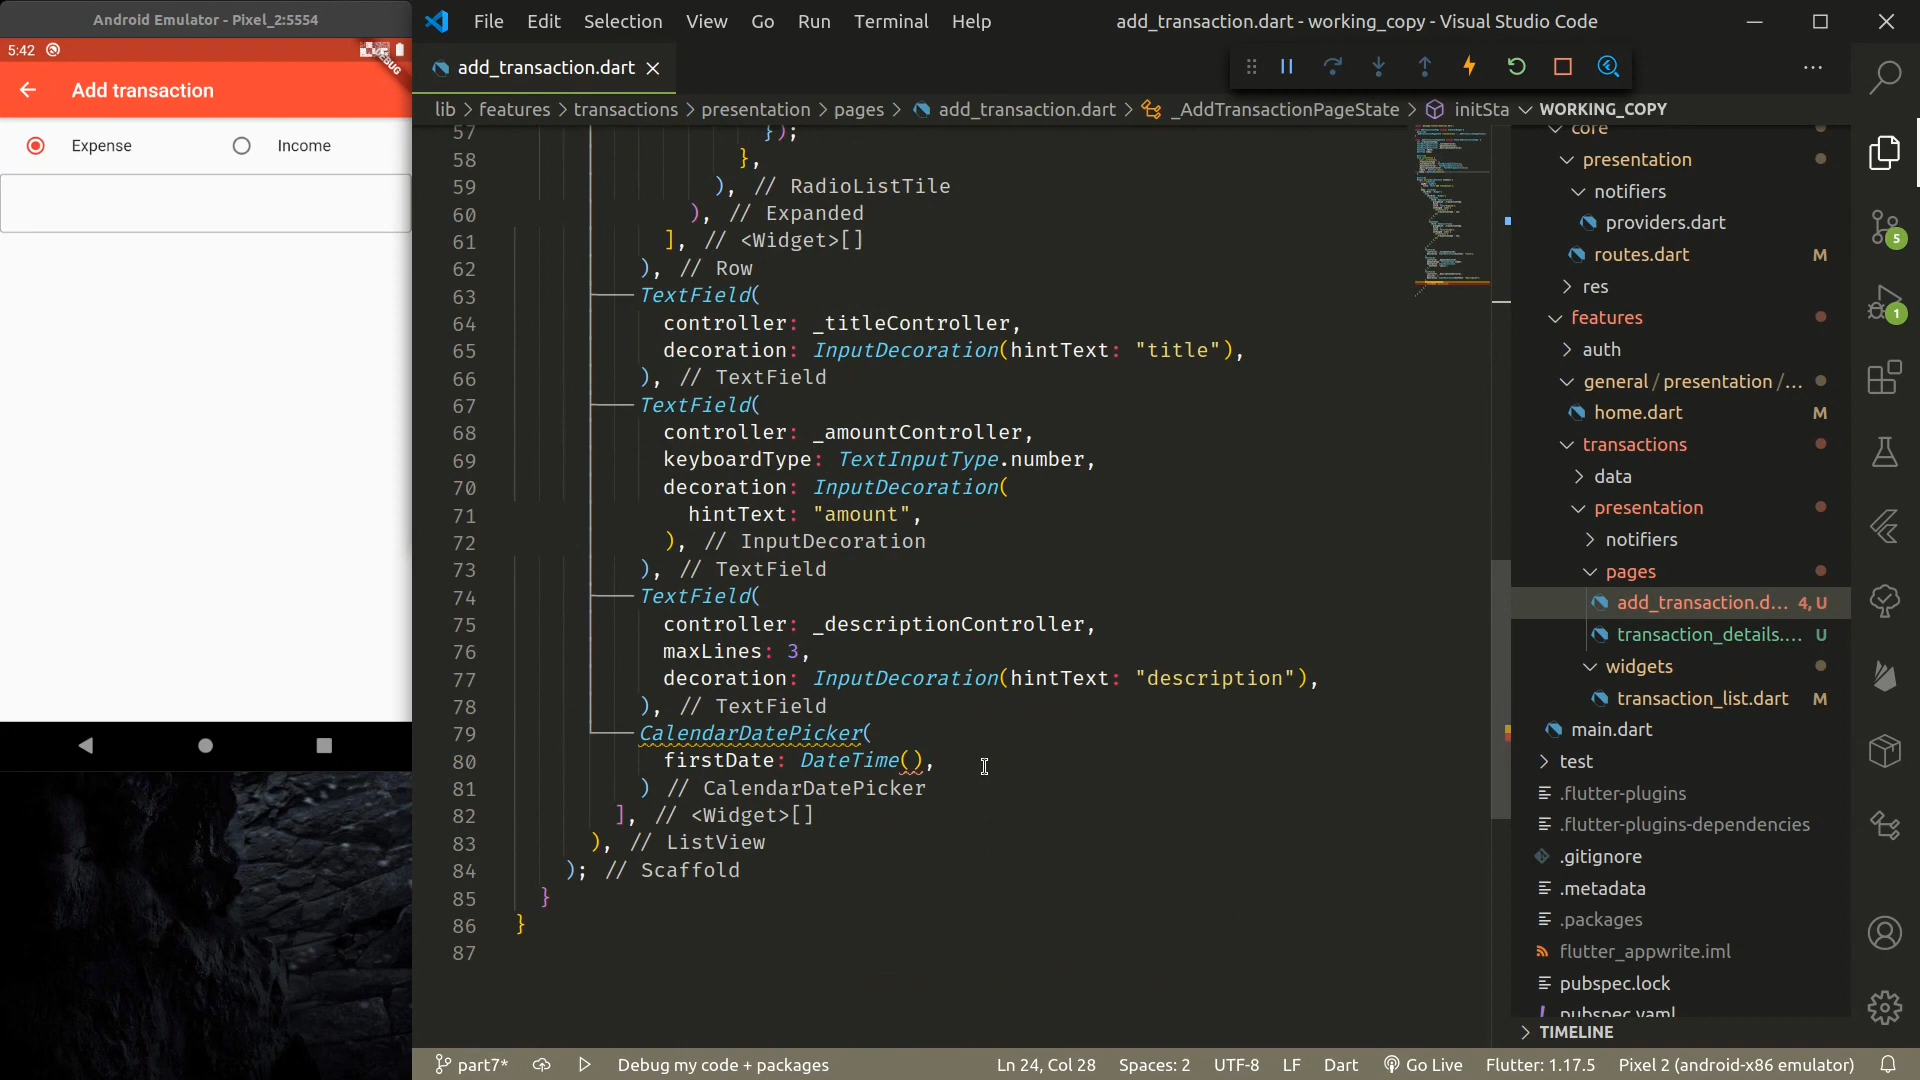 Android Emulator - Pixel_2:5554
5:42
DEBUG
Add transaction
Expense
Income
File Edit Selection View Go Run Terminal Help
add_transaction.dart - working_copy - Visual Studio Code
add_transaction.dart
lib > features > transactions > presentation > pages > add_transaction.dart > _AddTransactionPageState > initSta
57 });
58 },
59 ), // RadioListTile
60 ), // Expanded
61 ], // <Widget>[]
62 ), // Row
63 TextField(
64 controller: _titleController,
65 decoration: InputDecoration(hintText: "title"),
66 ), // TextField
67 TextField(
68 controller: _amountController,
69 keyboardType: TextInputType.number,
70 decoration: InputDecoration(
71 hintText: "amount",
72 ), // InputDecoration
73 ), // TextField
74 TextField(
75 controller: _descriptionController,
76 maxLines: 3,
77 decoration: InputDecoration(hintText: "description"),
78 ), // TextField
79 CalendarDatePicker(
80 firstDate: DateTime(),
81 ) // CalendarDatePicker
82 ], // <Widget>[]
83 ), // ListView
84 ); // Scaffold
85 }
86 }
87
WORKING_COPY
core
presentation
notifiers
providers.dart
routes.dart M
res
features
auth
general / presentation / ...
home.dart M
transactions
data
presentation
notifiers
pages
add_transaction.d... 4, U
transaction_details.... U
widgets
transaction_list.dart M
main.dart
test
.flutter-plugins
.flutter-plugins-dependencies
.gitignore
.metadata
.packages
flutter_appwrite.iml
pubspec.lock
pubspec.yaml
TIMELINE
5
1
part7* Debug my code + packages Ln 24, Col 28 Spaces: 2 UTF-8 LF Dart Go Live Flutter: 1.17.5 Pixel 2 (android-x86 emulator)